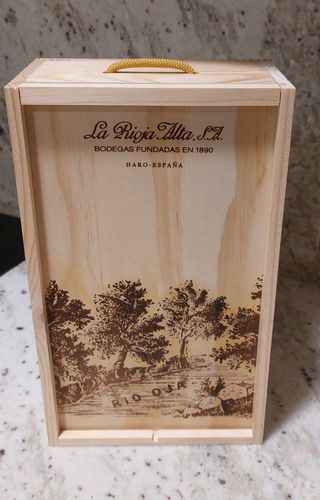 La Rioja Alta, S.A.
BODEGAS FUNDADAS EN 1890
HARO-ESPAÑA
RIO OJA